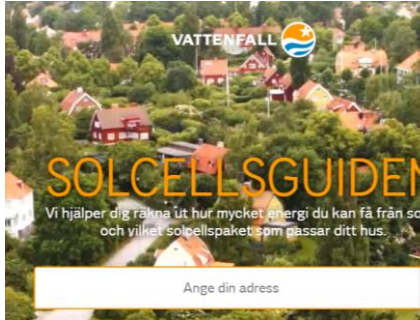 VATTENFALL
SOLCELLSGUIDEN
Vi hjälper dig räkna ut hur mycket energi du kan få från
och vilket solcellspaket som passar ditt hus.
Ange din adress